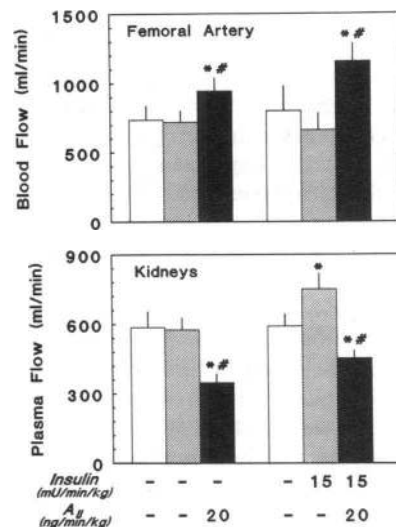 1500
Femoral Artery
*#
*#
1000
500
0
Blood Flow (ml/min)
900
Kidneys
*
*#
*#
600
300
0
Plasma Flow (ml/min)
Insulin - - - - 15 15
(mU/min/kg)
AII - - 20 - - 20
(ng/min/kg)